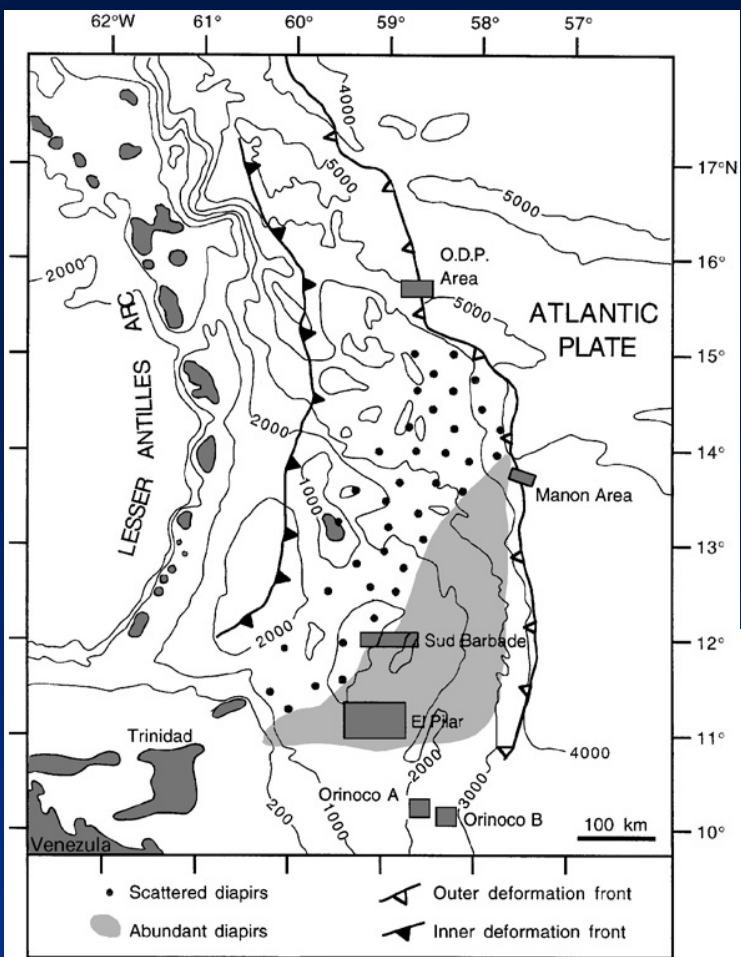 62°W 61° 60° 59° 58° 57°
4000
5000
17°N
5000
O.D.P.
Area
16°
2000
5000
ATLANTIC
PLATE
15°
LESSER ANTILLES ARC
2000
14°
1000
Manon Area
13°
2000
Sud Barbade
12°
El Pilar
Trinidad
11°
4000
2000
3000
Orinoco A
200
1000
Orinoco B
10°
100 km
Venezula
Scattered diapirs
Outer deformation front
Abundant diapirs
Inner deformation front